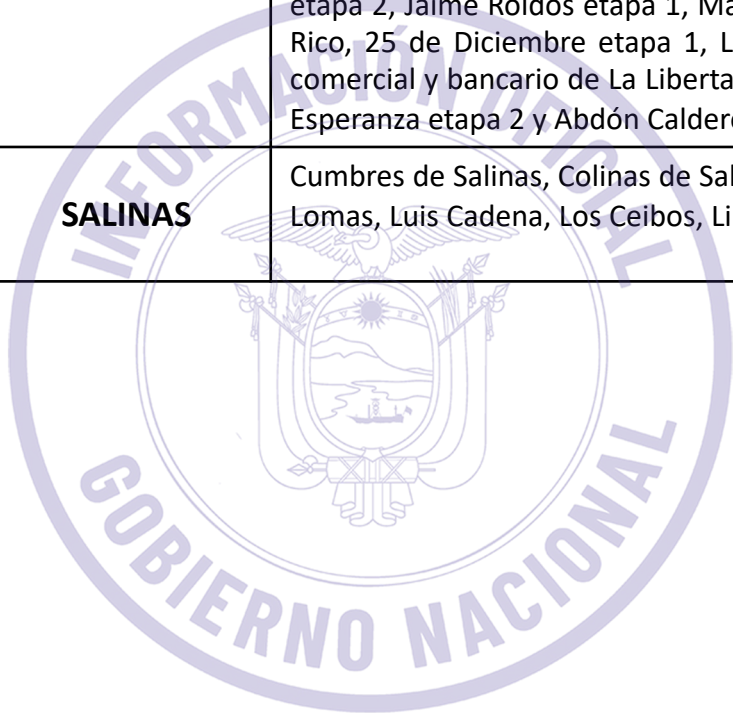 etapa 2, Jaime Roldós etapa 1, Ma
Rico, 25 de Diciembre etapa 1, L
comercial y bancario de La Liberta
Esperanza etapa 2 y Abdón Calder
SALINAS
Cumbres de Salinas, Colinas de Sal
Lomas, Luis Cadena, Los Ceibos, Li
INFORMACIÓN OFICIAL
GOBIERNO NACIONAL